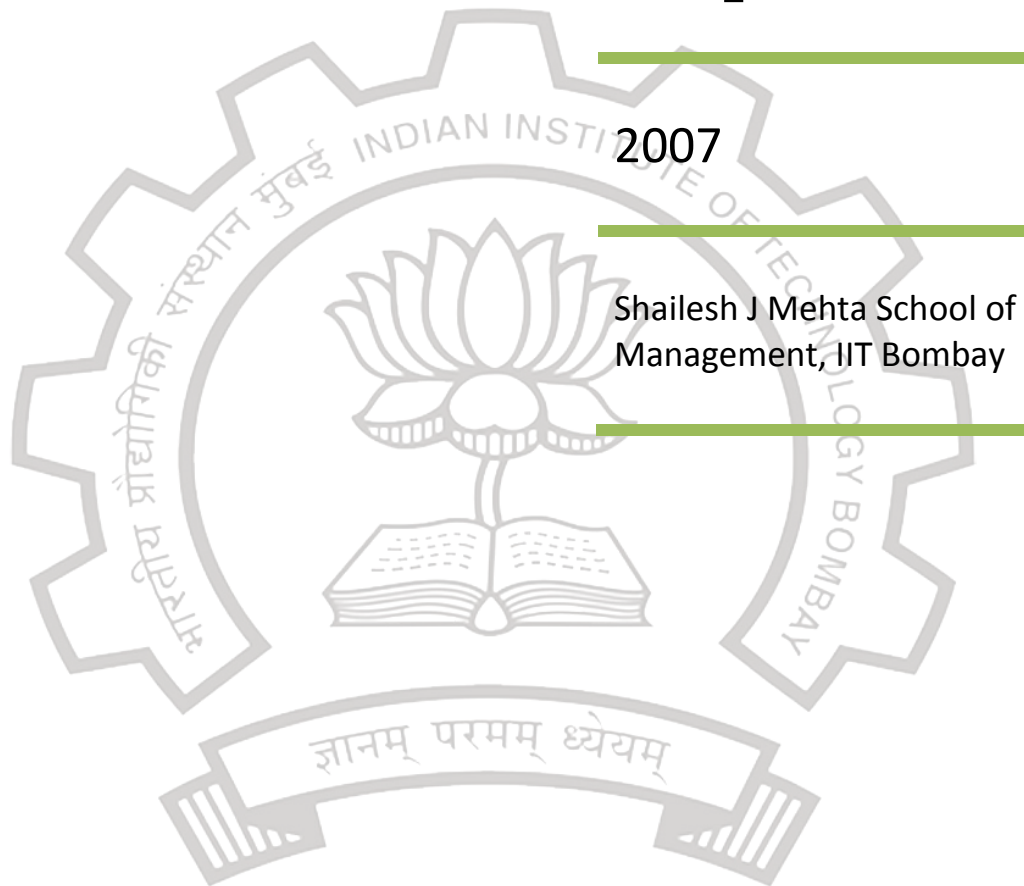 2007
Shailesh J Mehta School of
Management, IIT Bombay
भारतीय प्रौद्योगिकी संस्थान मुंबई
INDIAN INSTITUTE OF TECHNOLOGY BOMBAY
ज्ञानम् परमम् ध्येयम्